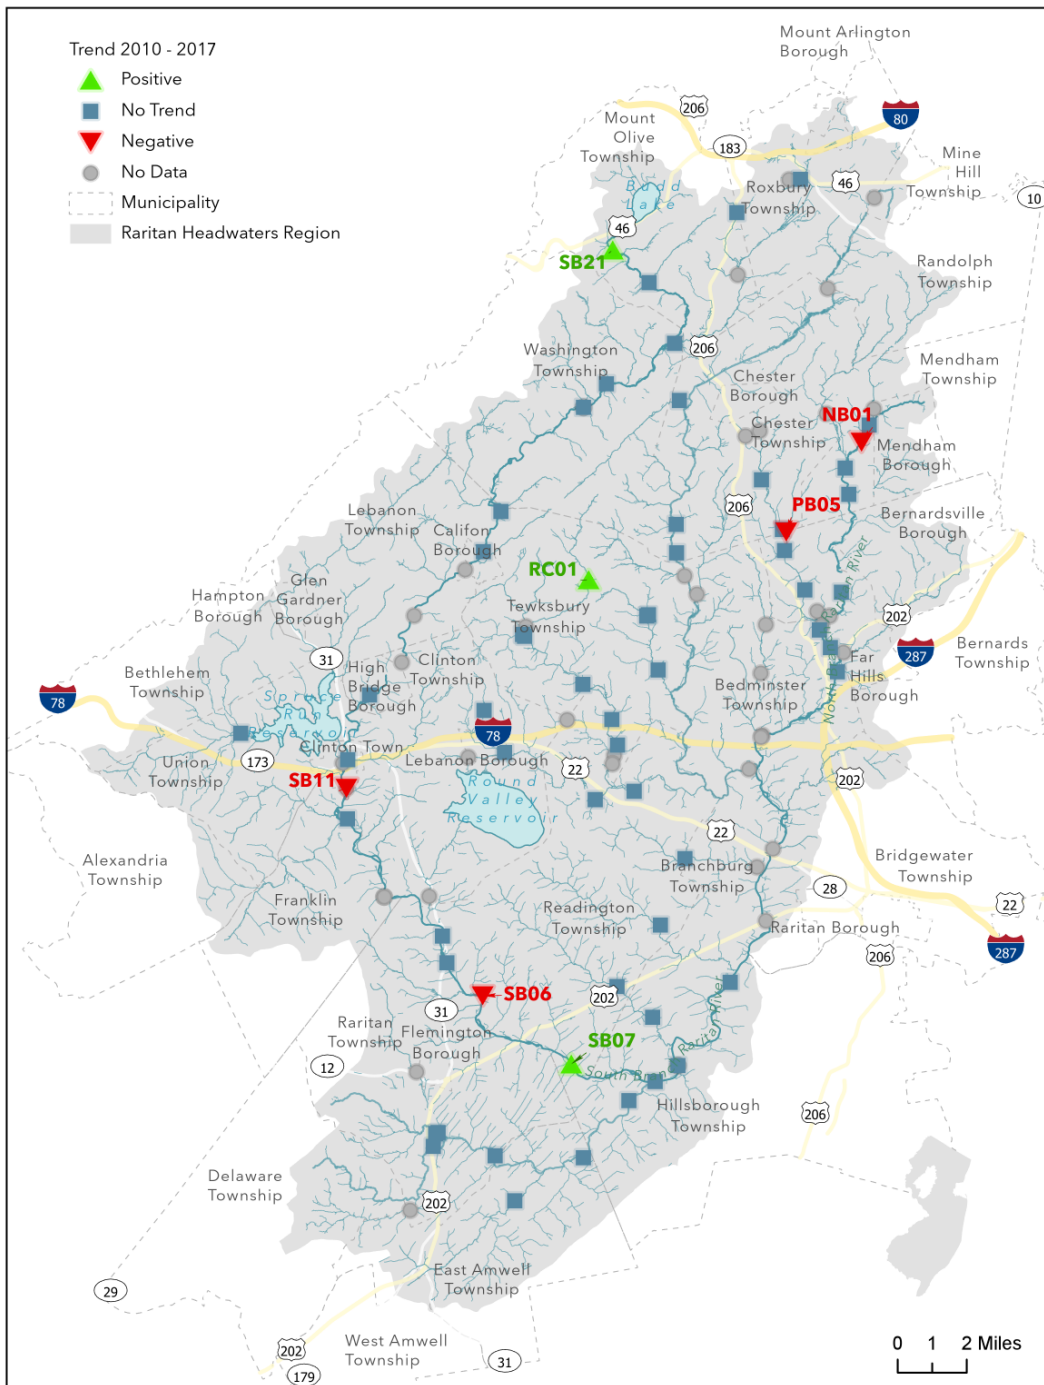 Trend 2010 - 2017
Positive
No Trend
Negative
No Data
Municipality
Raritan Headwaters Region
Mount Arlington
Borough
206
80
Mount
Olive
Township
183
Mine
Hill
Township
46
Roxbury
Township
10
Budd
Lake
46
SB21
Randolph
Township
206
Washington
Township
Mendham
Township
Chester
Borough
NB01
Chester
Township
Mendham
Borough
206
PB05
Lebanon
Township
Califon
Borough
Bernardsville
Borough
RC01
Glen
Gardner
Borough
Hampton
Borough
Tewksbury
Township
202
North Branch Raritan River
31
Clinton
Township
287
Bernards
Township
Far
Hills
Borough
Bethlehem
Township
High
Bridge
Borough
Bedminster
Township
78
Spruce
Run
Reservoir
78
Clinton Town
Lebanon Borough
Union
Township
173
22
202
SB11
Round
Valley
Reservoir
22
Alexandria
Township
Branchburg
Township
Bridgewater
Township
28
22
Franklin
Township
Readington
Township
Raritan Borough
206
287
SB06
202
31
Raritan
Township
Flemington
Borough
SB07
12
South Branch Raritan River
Hillsborough
Township
206
Delaware
Township
202
East Amwell
Township
29
West Amwell
Township
202
179
31
0 1 2 Miles